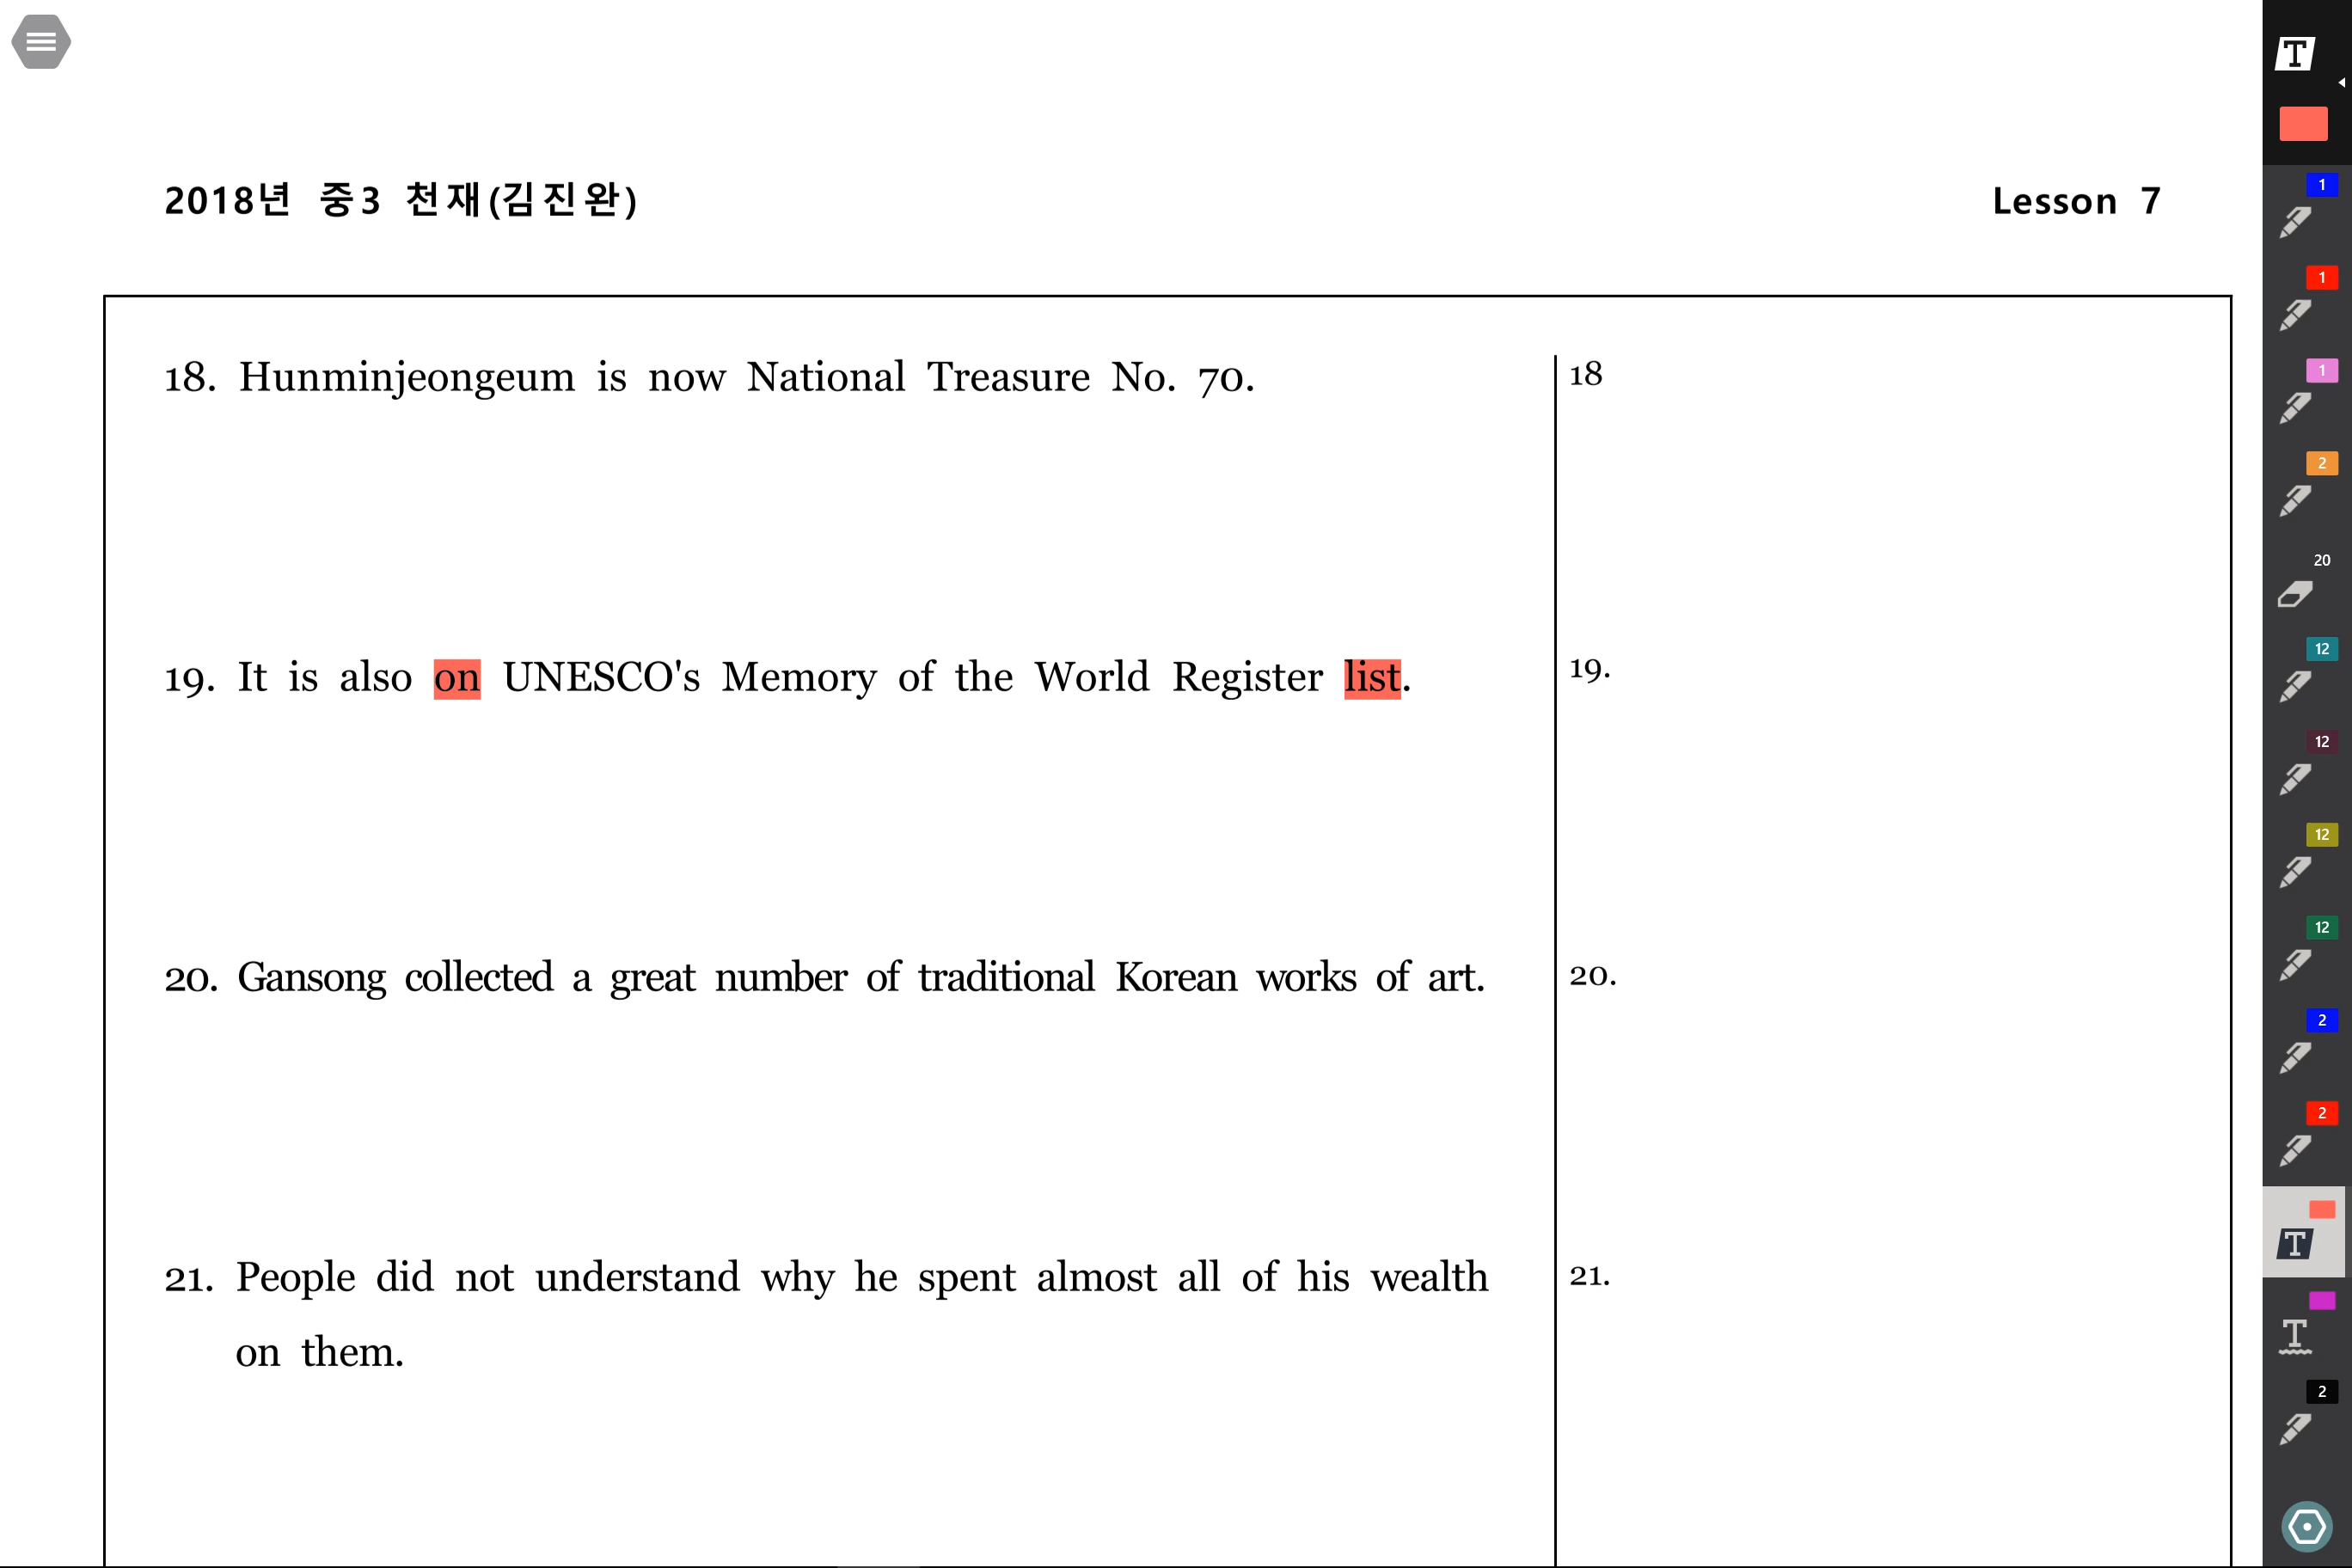 2018년 중3 천재(김진완)
Lesson 7
18. Hunminjeongeum is now National Treasure No. 70.
18
19. It is also on UNESCO's Memory of the World Register list.
19.
20. Gansong collected a great number of traditional Korean works of art.
20.
21. People did not understand why he spent almost all of his wealth
21.
on them.
T
1
1
1
2
20
12
12
12
12
2
2
T
T
2